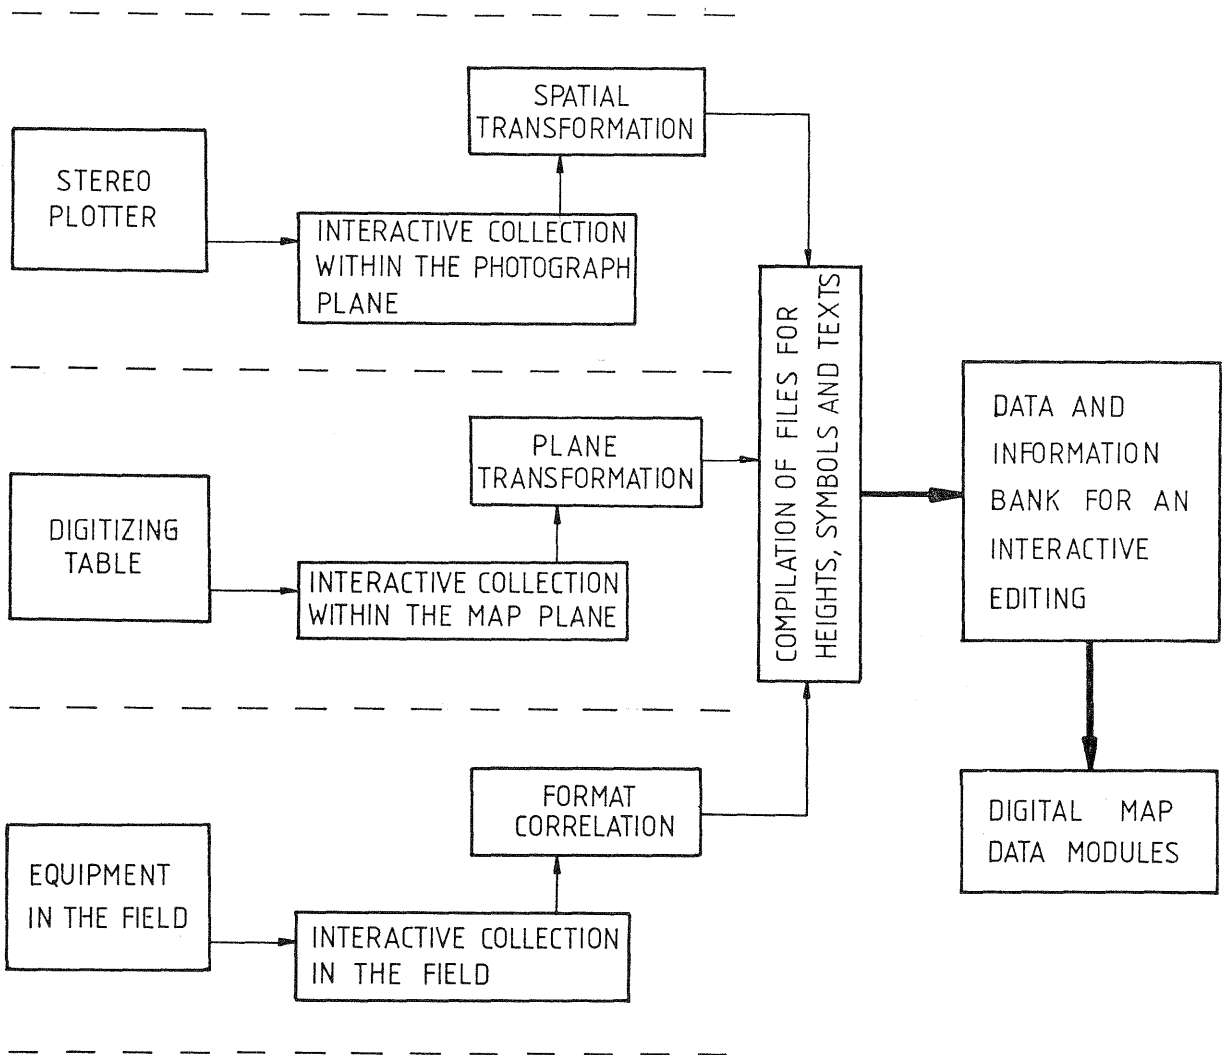 SPATIAL
TRANSFORMATION
STEREO
PLOTTER
INTERACTIVE COLLECTION
WITHIN THE PHOTOGRAPH
PLANE
PLANE
TRANSFORMATION
DIGITIZING
TABLE
INTERACTIVE COLLECTION
WITHIN THE MAP PLANE
FORMAT
CORRELATION
EQUIPMENT
IN THE FIELD
INTERACTIVE COLLECTION
IN THE FIELD
COMPILATION OF FILES FOR
HEIGHTS, SYMBOLS AND TEXTS
DATA AND
INFORMATION
BANK FOR AN
INTERACTIVE
EDITING
DIGITAL MAP
DATA MODULES